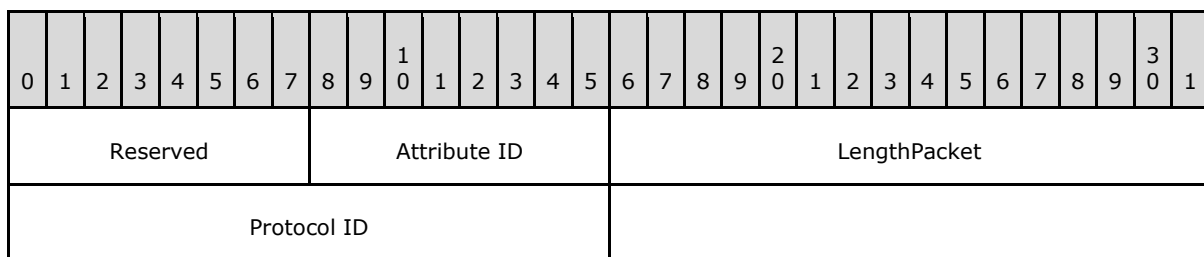 0 1 2 3 4 5 6 7 8 9 1 0 1 2 3 4 5 6 7 8 9 2 0 1 2 3 4 5 6 7 8 9 3 0 1
Reserved Attribute ID LengthPacket
Protocol ID